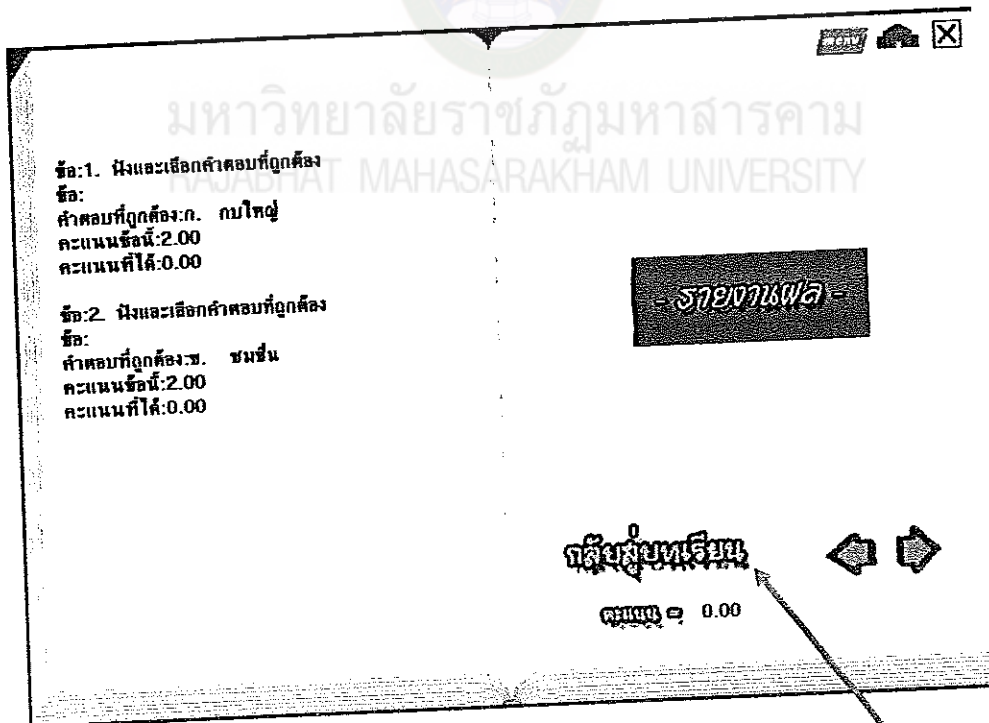 MENU
มหาวิทยาลัยราชภัฏมหาสารคาม
RAJABHAT MAHASARAKHAM UNIVERSITY
ข้อ:1. ฟังและเลือกคำตอบที่ถูกต้อง
ข้อ:
คำตอบที่ถูกต้อง:ก. กบใหญ่
คะแนนข้อนี้:2.00
คะแนนที่ได้:0.00
ข้อ:2. ฟังและเลือกคำตอบที่ถูกต้อง
ข้อ:
คำตอบที่ถูกต้อง:ข. ชมชื่น
คะแนนข้อนี้:2.00
คะแนนที่ได้:0.00
- รายงานผล -
กลับสู่บทเรียน
คะแนน = 0.00